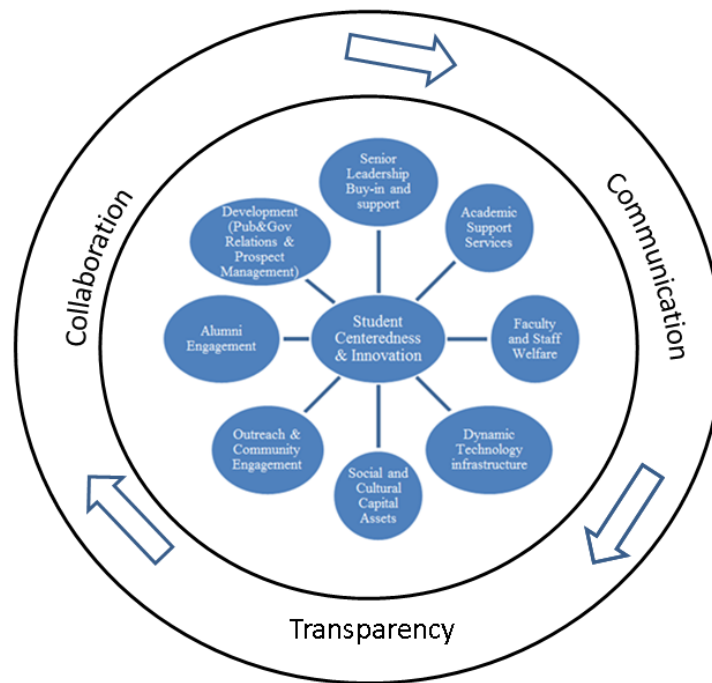 Senior
Leadership
Buy-in and
support
Academic
Support
Services
Faculty
and Staff
Welfare
Dynamic
Technology
infrastructure
Social and
Cultural
Capital
Assets
Outreach &
Community
Engagement
Alumni
Engagement
Development
(Pub&Gov
Relations &
Prospect
Management)
Student
Centeredness
& Innovation
Collaboration
Communication
Transparency